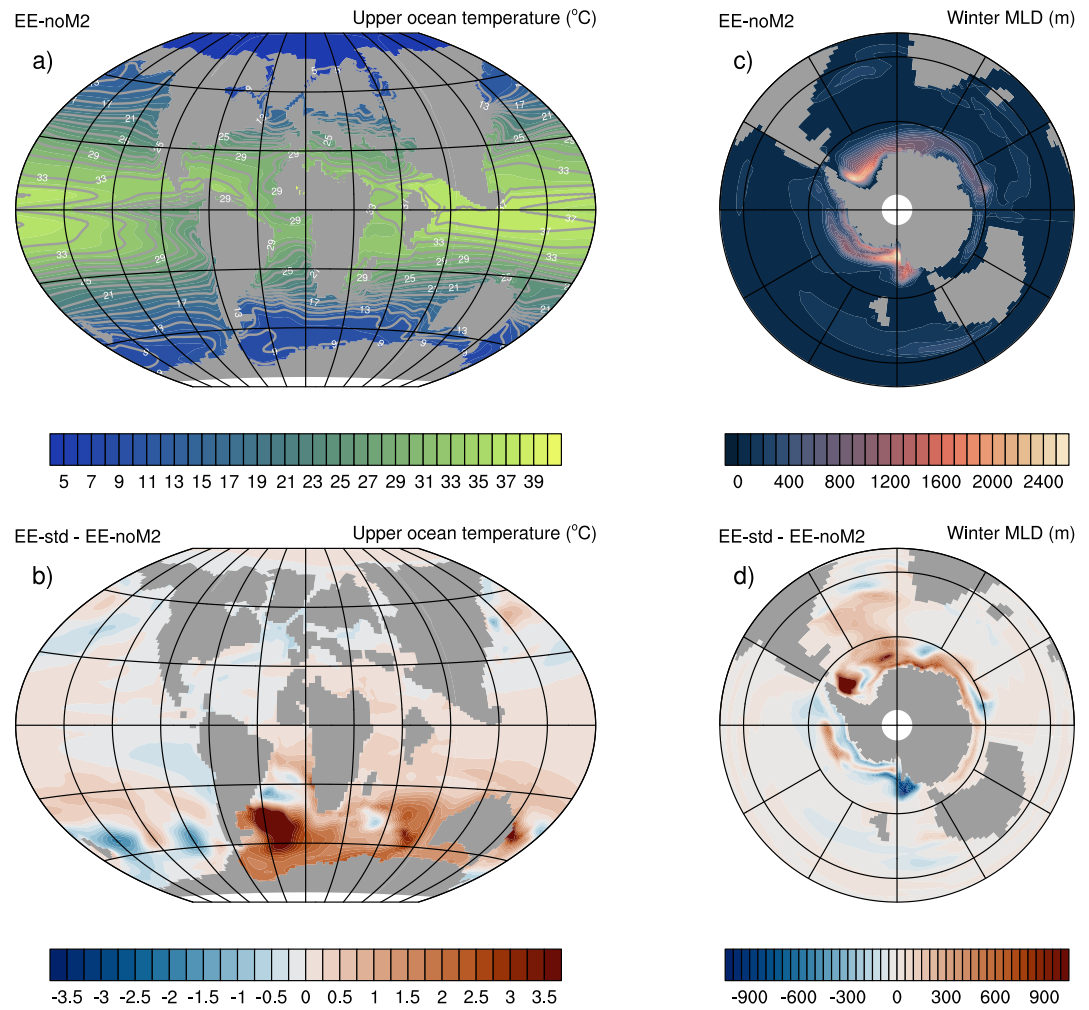 EE-noM2 Upper ocean temperature (°C)
a)
5 7 9 11 13 15 17 19 21 23 25 27 29 31 33 35 37 39
EE-noM2 Winter MLD (m)
c)
0 400 800 1200 1600 2000 2400
EE-std - EE-noM2 Upper ocean temperature (°C)
b)
-3.5 -3 -2.5 -2 -1.5 -1 -0.5 0 0.5 1 1.5 2 2.5 3 3.5
EE-std - EE-noM2 Winter MLD (m)
d)
-900 -600 -300 0 300 600 900